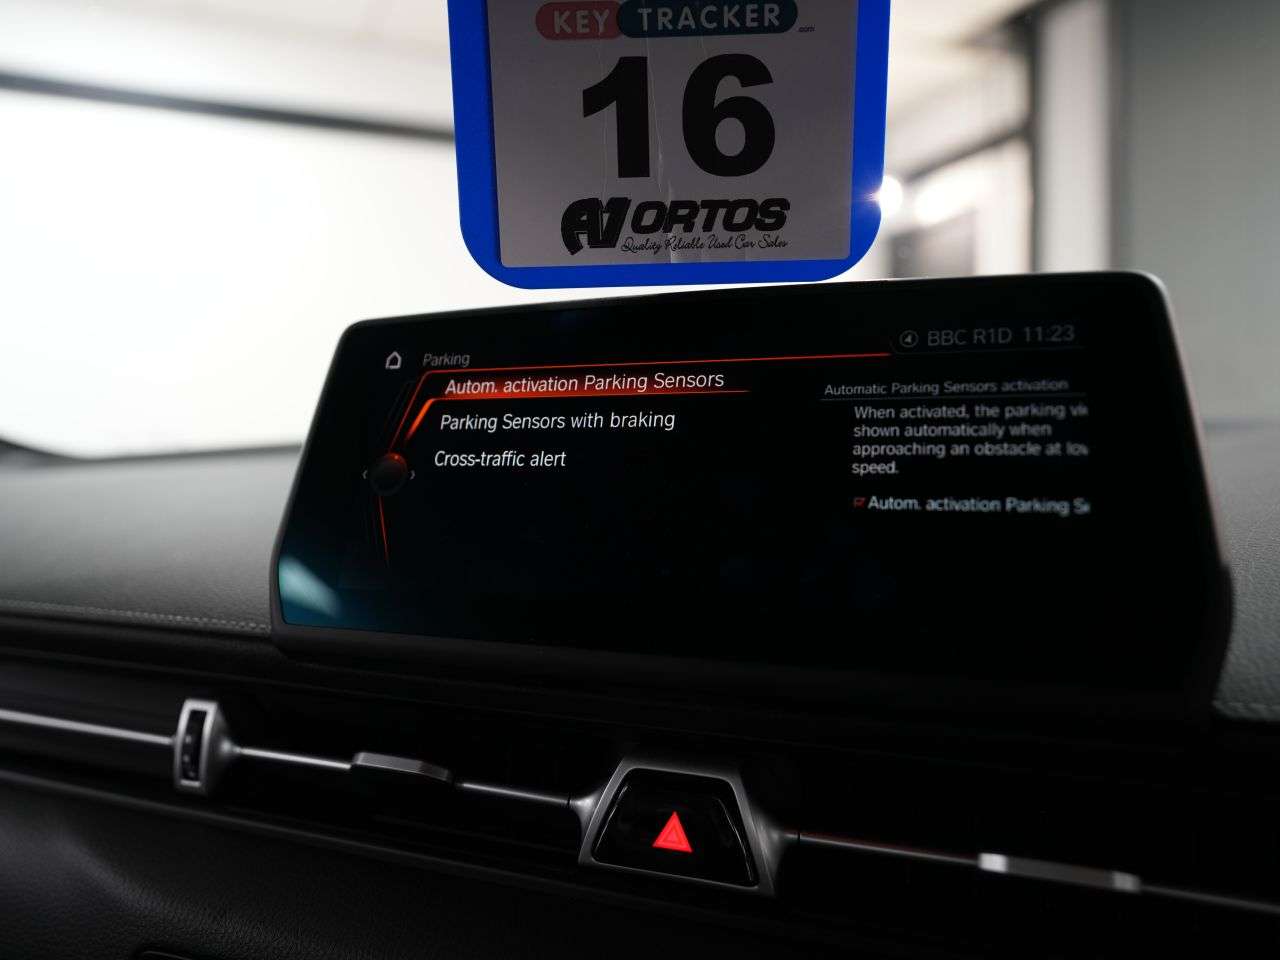 KEY TRACKER .com
16
A1 ORTOS
Quality Reliable Used Car Sales
BBC R1D 11:23
Parking
Autom. activation Parking Sensors
Parking Sensors with braking
Cross-traffic alert
Automatic Parking Sensors activation
When activated, the parking
shown automatically when
approaching an obstacle at
speed.
Autom. activation Parking